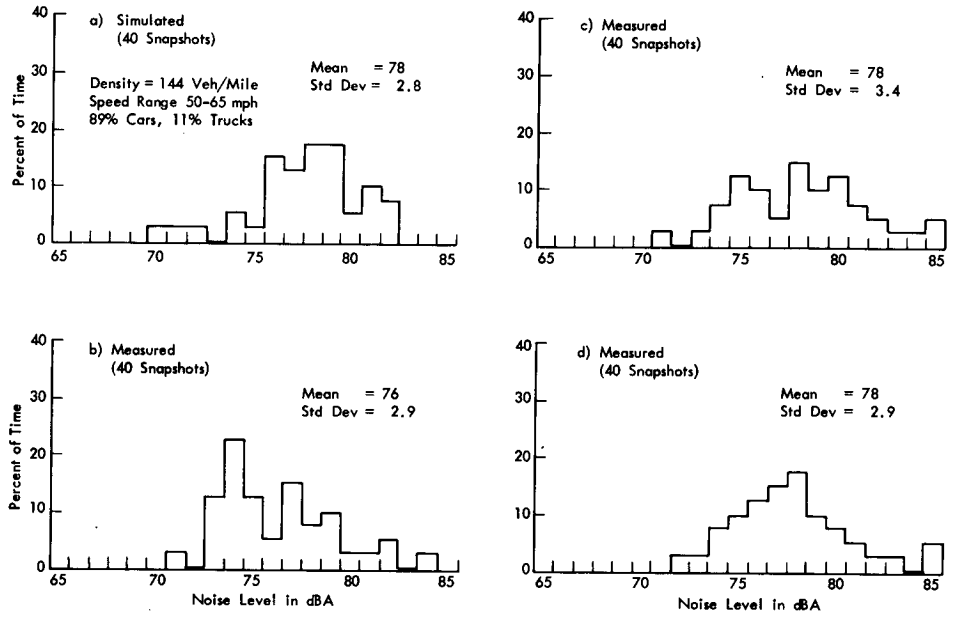 a) Simulated
(40 Snapshots)
Density = 144 Veh/Mile
Speed Range 50-65 mph
89% Cars, 11% Trucks
Mean = 78
Std Dev = 2.8
Percent of Time
40
30
20
10
0
65 70 75 80 85
c) Measured
(40 Snapshots)
Mean = 78
Std Dev = 3.4
40
30
20
10
0
65 70 75 80 85
b) Measured
(40 Snapshots)
Mean = 76
Std Dev = 2.9
Percent of Time
40
30
20
10
0
65 70 75 80 85
Noise Level in dBA
d) Measured
(40 Snapshots)
Mean = 78
Std Dev = 2.9
40
30
20
10
0
65 70 75 80 85
Noise Level in dBA